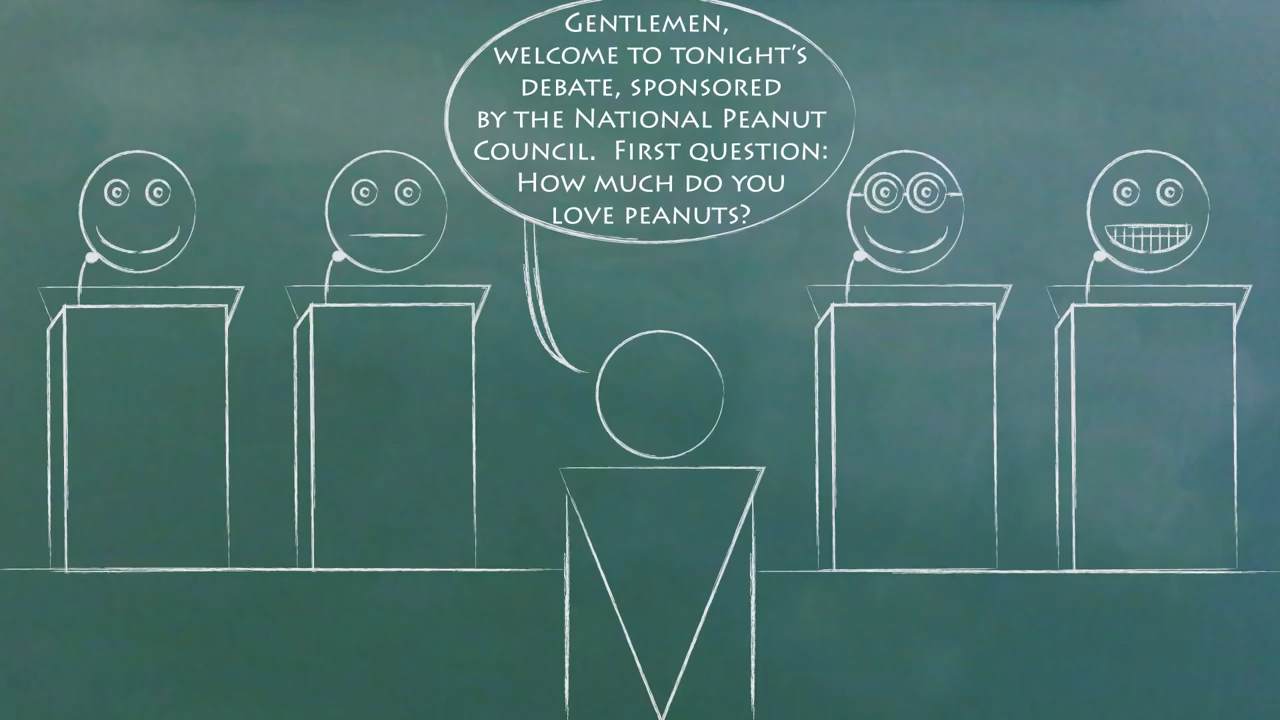 Gentlemen,
welcome to tonight's
debate, sponsored
by the National Peanut
Council. First question:
How much do you
love peanuts?